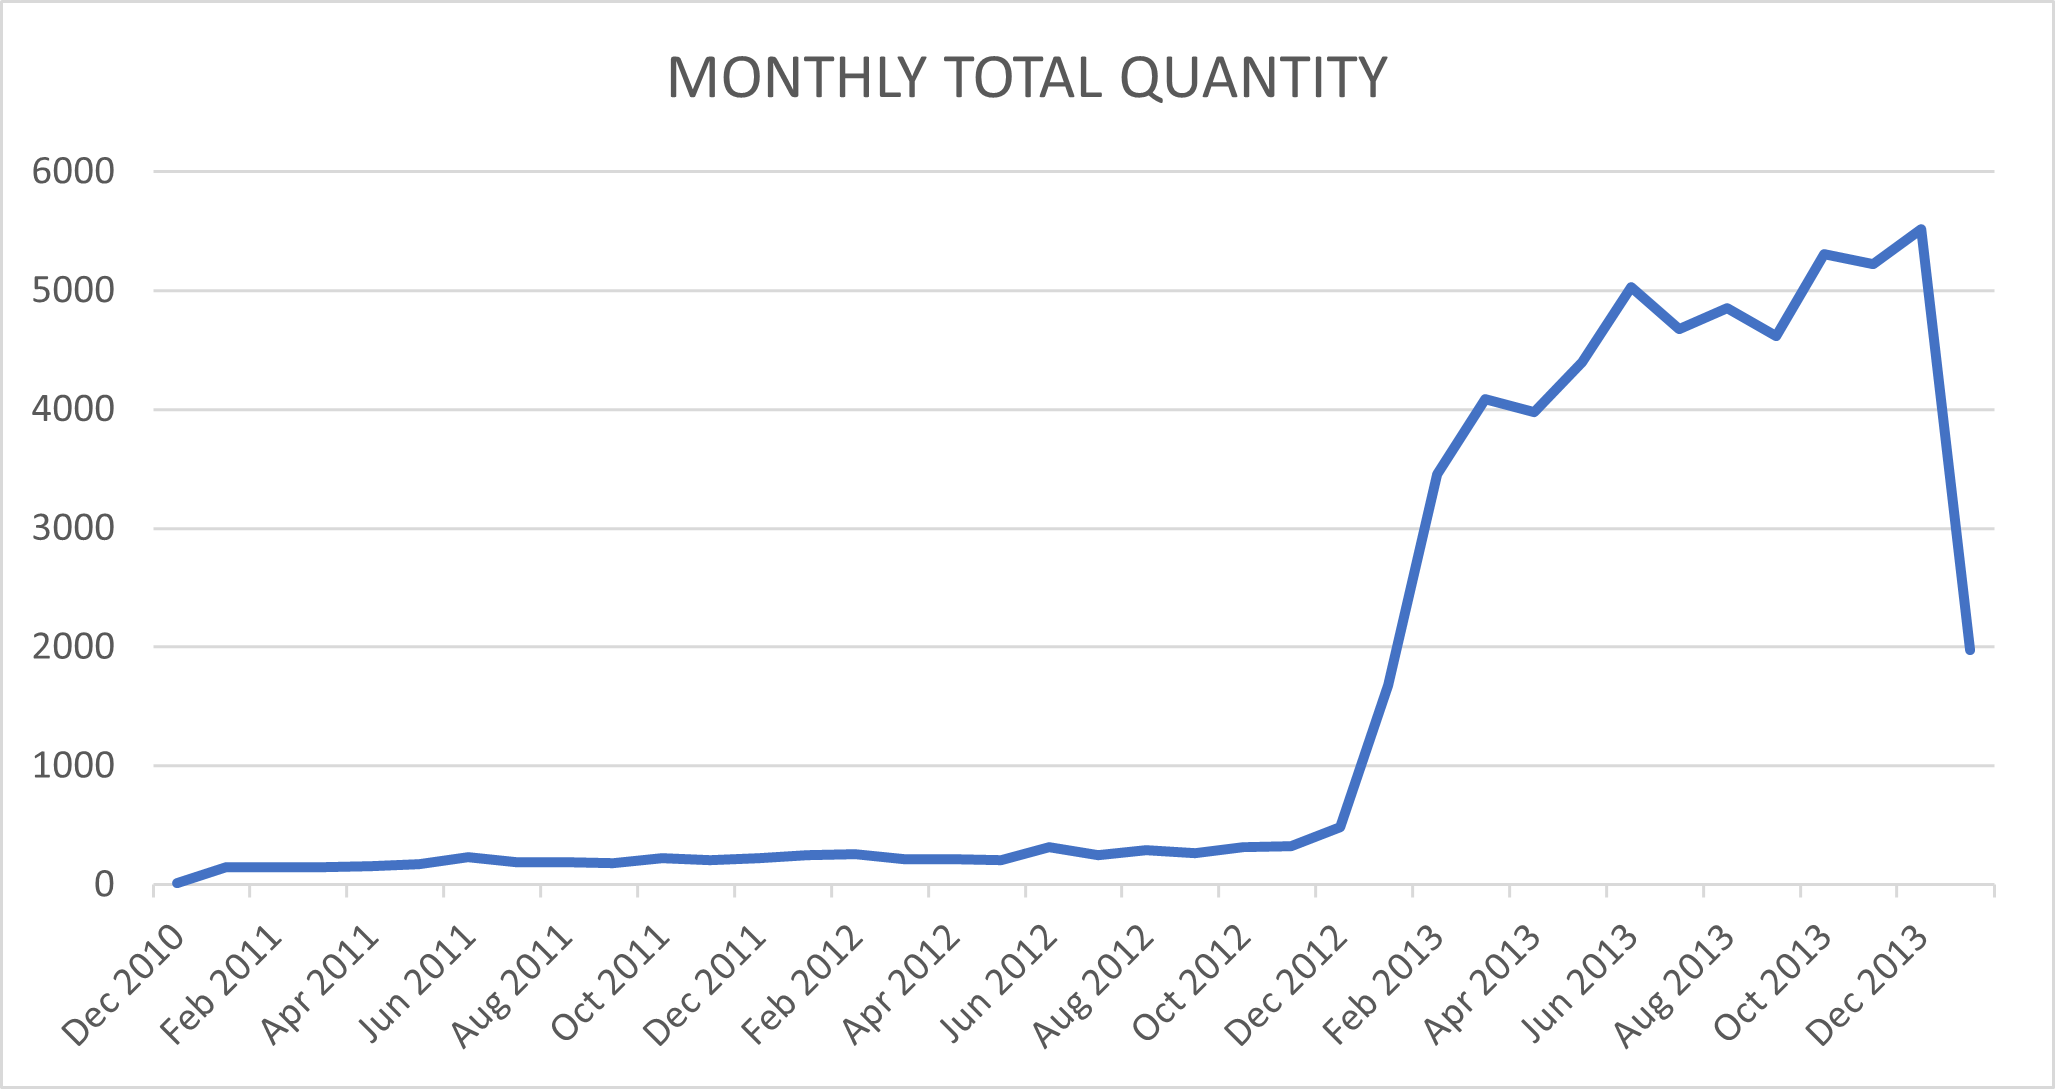 MONTHLY TOTAL QUANTITY
6000
5000
4000
3000
2000
1000
0
Dec 2010
Feb 2011
Apr 2011
Jun 2011
Aug 2011
Oct 2011
Dec 2011
Feb 2012
Apr 2012
Jun 2012
Aug 2012
Oct 2012
Dec 2012
Feb 2013
Apr 2013
Jun 2013
Aug 2013
Oct 2013
Dec 2013